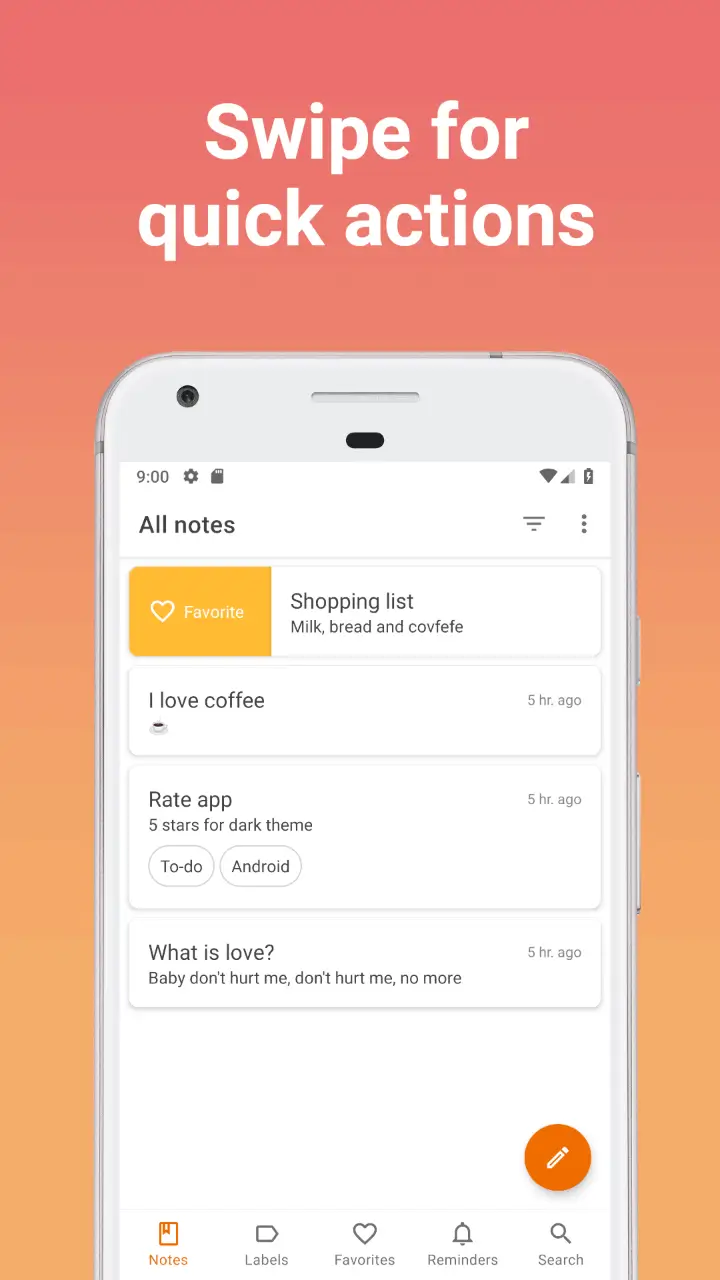 Swipe for
quick actions
9:00
All notes
Favorite
Shopping list
Milk, bread and covfefe
I love coffee
5 hr. ago
☕
Rate app
5 hr. ago
5 stars for dark theme
To-do Android
What is love?
5 hr. ago
Baby don't hurt me, don't hurt me, no more
Notes Labels Favorites Reminders Search